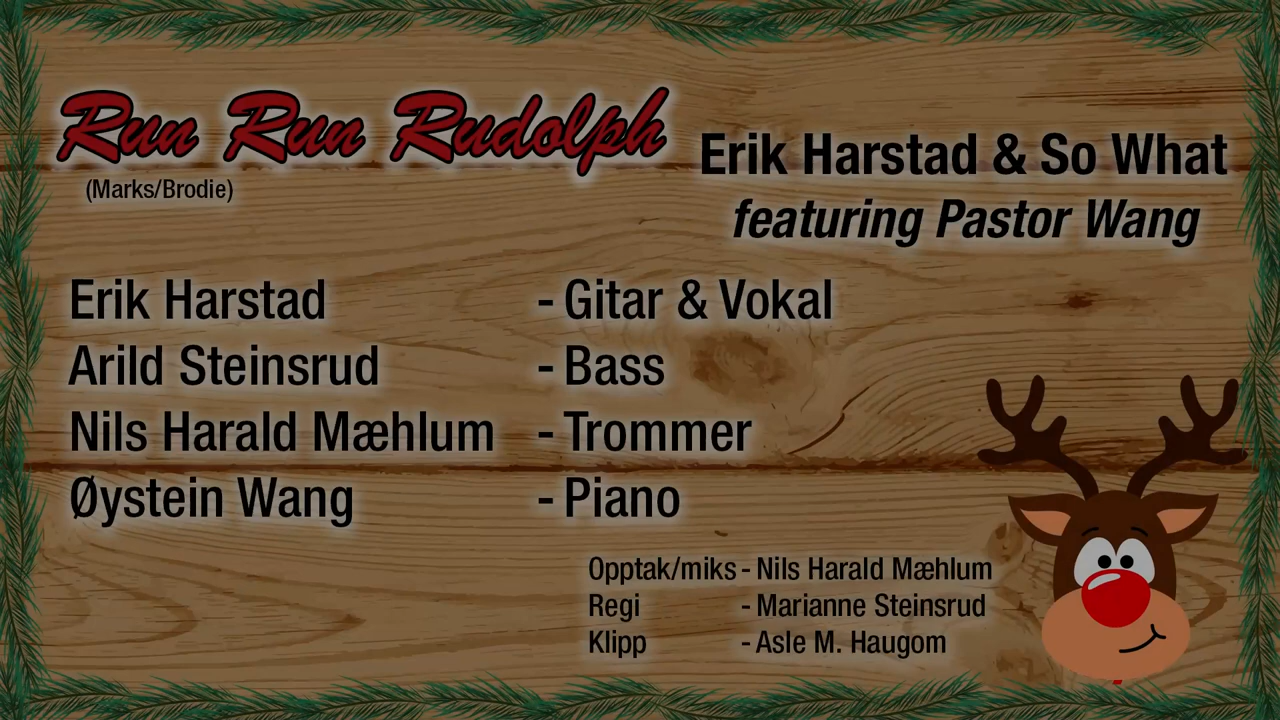 Run Run Rudolph
(Marks/Brodie)
Erik Harstad & So What
featuring Pastor Wang
Erik Harstad - Gitar & Vokal
Arild Steinsrud - Bass
Nils Harald Mæhlum - Trommer
Øystein Wang - Piano
Opptak/miks - Nils Harald Mæhlum
Regi - Marianne Steinsrud
Klipp - Asle M. Haugom